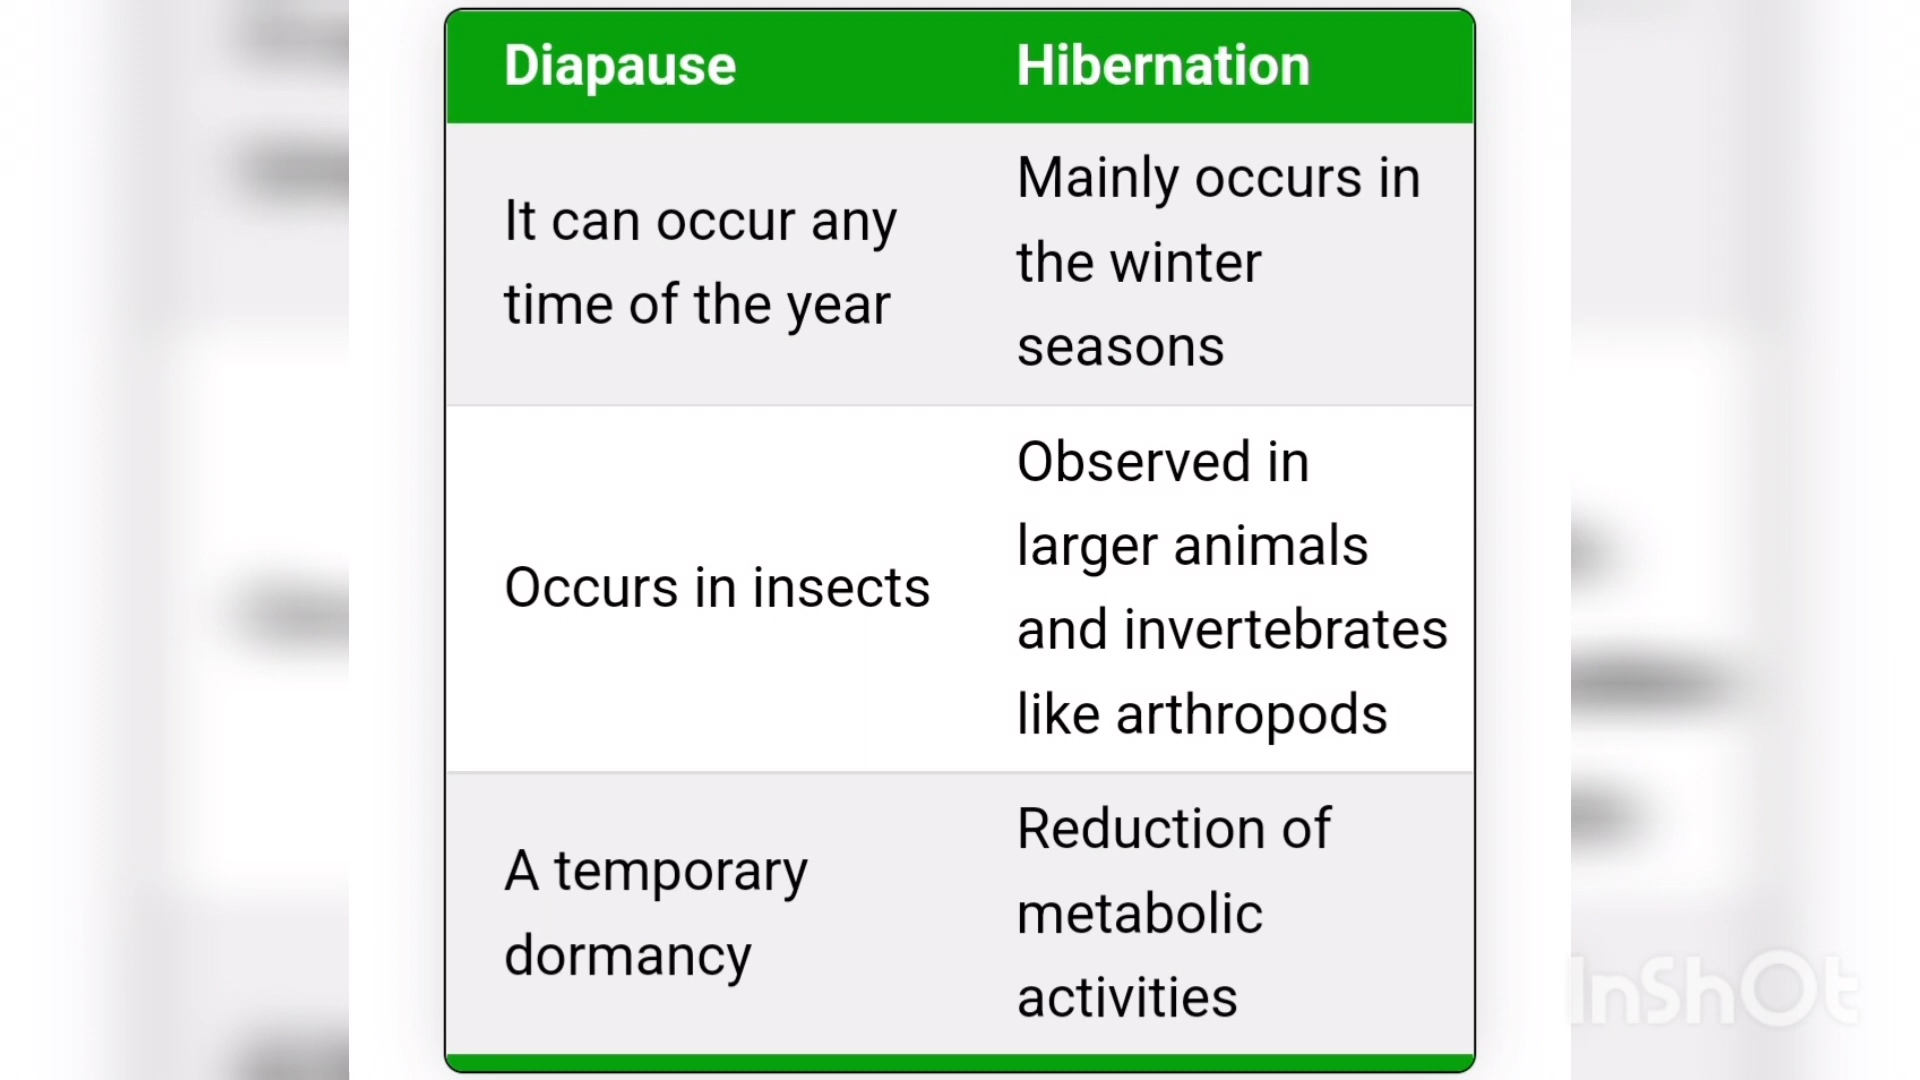 Diapause Hibernation
It can occur any
time of the year
Mainly occurs in
the winter
seasons
Occurs in insects
Observed in
larger animals
and invertebrates
like arthropods
A temporary
dormancy
Reduction of
metabolic
activities
InShOt